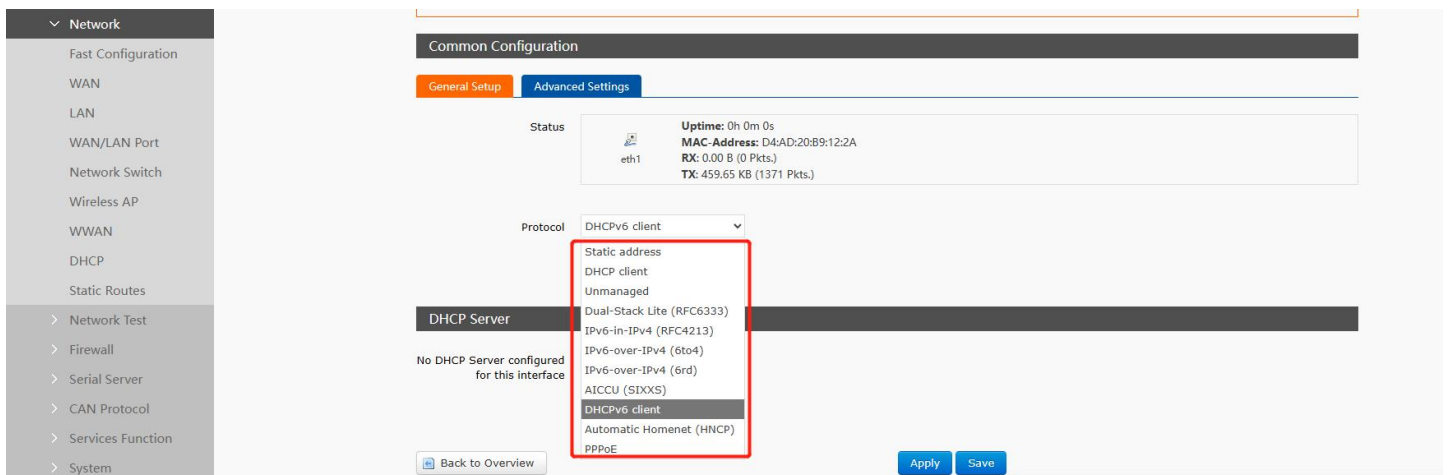 Network
Fast Configuration
WAN
LAN
WAN/LAN Port
Network Switch
Wireless AP
WWAN
DHCP
Static Routes
Network Test
Firewall
Serial Server
CAN Protocol
Services Function
System
Common Configuration
General Setup
Advanced Settings
Status
eth1
Uptime: 0h 0m 0s
MAC-Address: D4:AD:20:B9:12:2A
RX: 0.00 B (0 Pkts.)
TX: 459.65 KB (1371 Pkts.)
Protocol
DHCPv6 client
Static address
DHCP client
Unmanaged
Dual-Stack Lite (RFC6333)
IPv6-in-IPv4 (RFC4213)
IPv6-over-IPv4 (6to4)
IPv6-over-IPv4 (6rd)
AICCU (SIXXS)
DHCPv6 client
Automatic Homenet (HNCP)
PPPoE
DHCP Server
No DHCP Server configured
for this interface
Back to Overview
Apply
Save